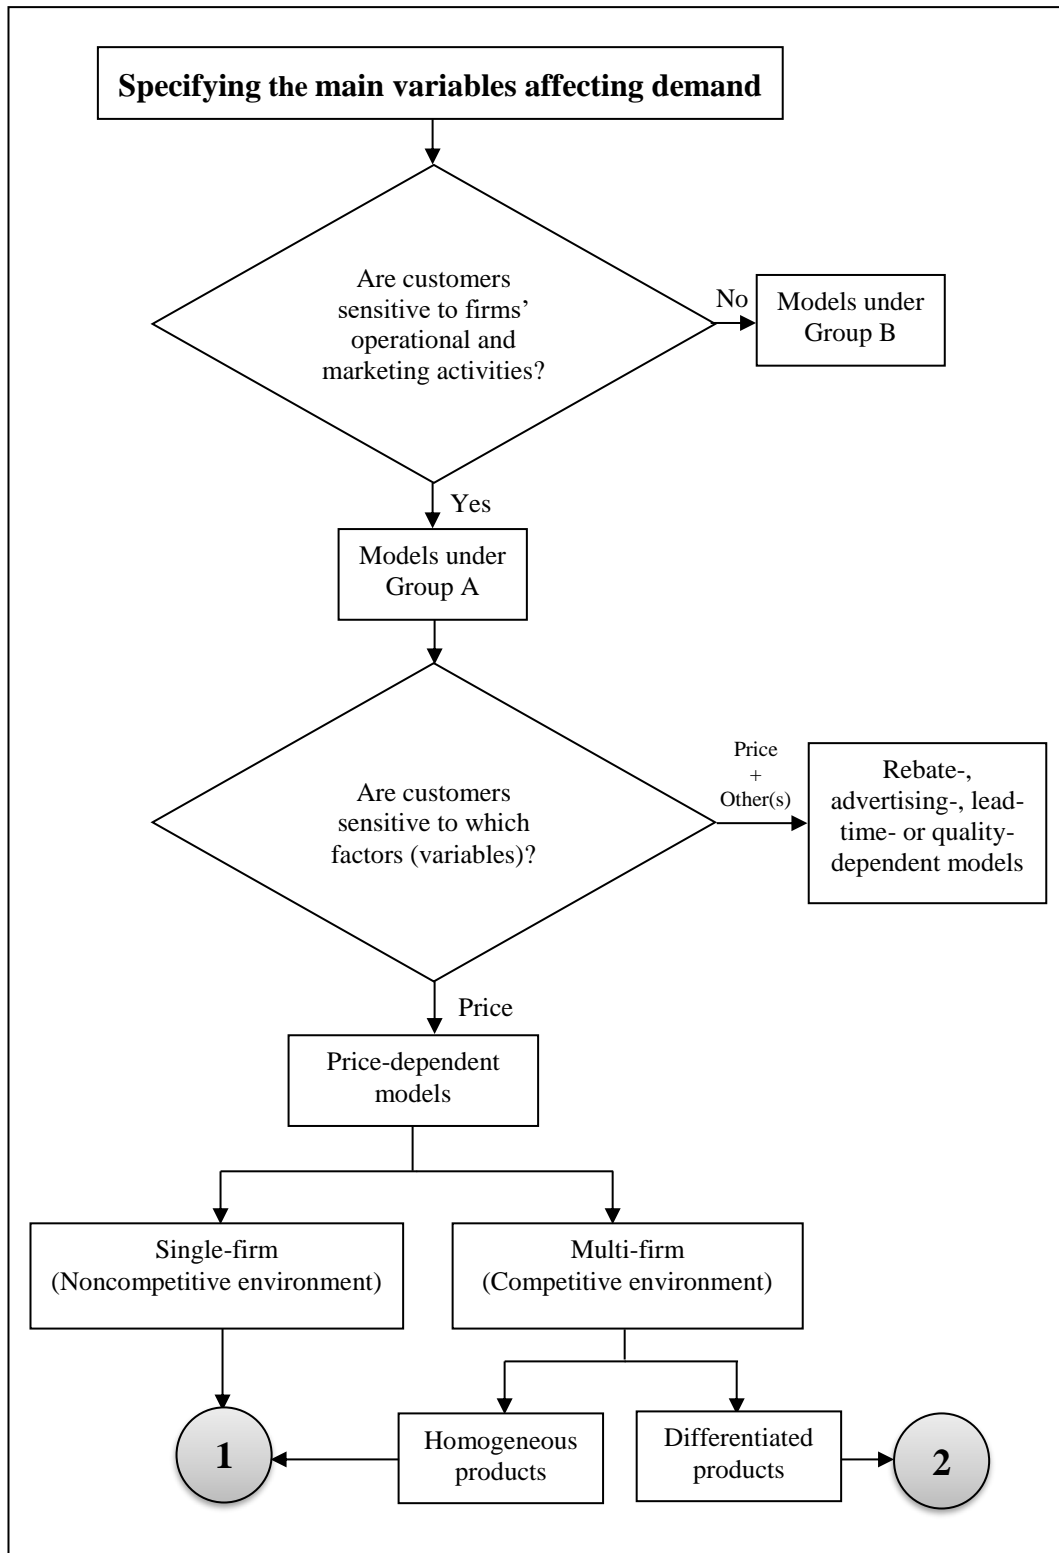 Specifying the main variables affecting demand
Are customers
sensitive to firms’
operational and
marketing activities?
No
Models under
Group B
Yes
Models under
Group A
Are customers
sensitive to which
factors (variables)?
Price
+
Other(s)
Rebate-,
advertising-, lead-
time- or quality-
dependent models
Price
Price-dependent
models
Single-firm
(Noncompetitive environment)
Multi-firm
(Competitive environment)
1
Homogeneous
products
Differentiated
products
2